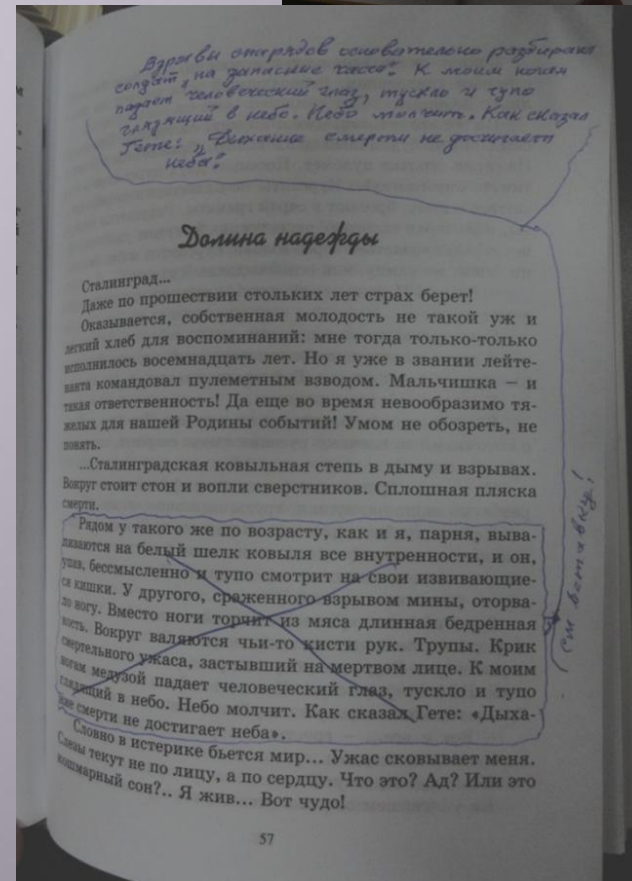 Взрывы снарядов основательно разбирают
солдат „на запасные части". К моим ногам
падает человеческий глаз, тускло и тупо
глядящий в небо. Небо молчит. Как сказал
Гете: „Дыхание смерти не достигает
неба".
Долина надежды
Сталинград...
Даже по прошествии стольких лет страх берет!
Оказывается, собственная молодость не такой уж и
легкий хлеб для воспоминаний: мне тогда только-только
исполнилось восемнадцать лет. Но я уже в звании лейте-
нанта командовал пулеметным взводом. Мальчишка – и
такая ответственность! Да еще во время невообразимо тя-
желых для нашей Родины событий! Умом не обозреть, не
понять.
...Сталинградская ковыльная степь в дыму и взрывах.
Вокруг стоит стон и вопли сверстников. Сплошная пляска
смерти.
Рядом у такого же по возрасту, как и я, парня, выва-
ливаются на белый шелк ковыля все внутренности, и он,
упав, бессмысленно и тупо смотрит на свои извивающие-
ся кишки. У другого, сраженного взрывом мины, оторва-
ло ногу. Вместо ноги торчит из мяса длинная бедренная
кость. Вокруг валяются чьи-то кисти рук. Трупы. Крик
смертельного ужаса, застывший на мертвом лице. К моим
ногам медузой падает человеческий глаз, тускло и тупо
глядящий в небо. Небо молчит. Как сказал Гете: «Дыха-
ние смерти не достигает неба».
Словно в истерике бьется мир... Ужас сковывает меня.
Слезы текут не по лицу, а по сердцу. Что это? Ад? Или это
кошмарный сон?.. Я жив... Вот чудо!
57
(см вставку!